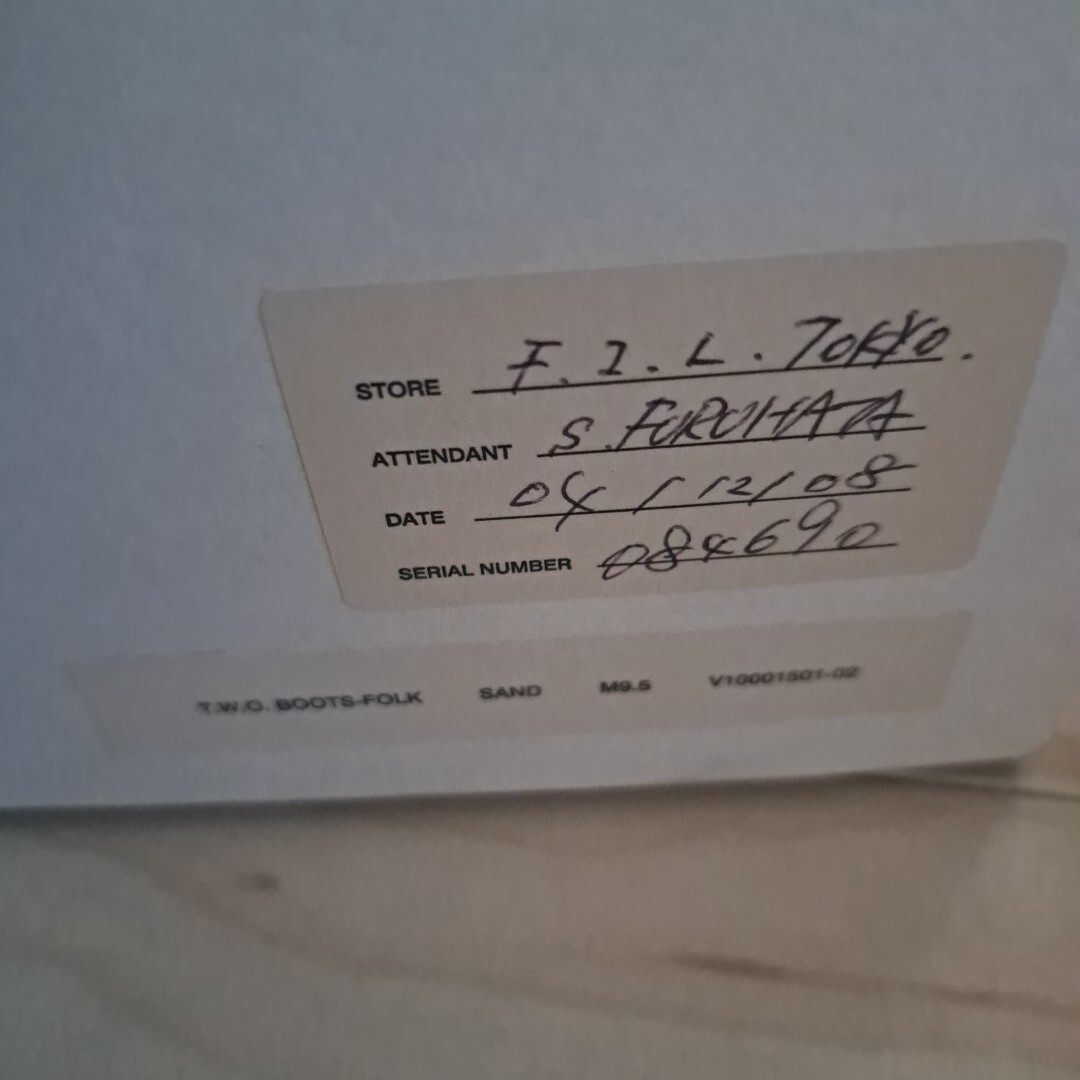 STORE F.I.L. TOKYO.
ATTENDANT S. FURUHATA
DATE 04/12/08
SERIAL NUMBER 084690
T.W.O. BOOTS-FOLK SAND M9.5 V10001501-02